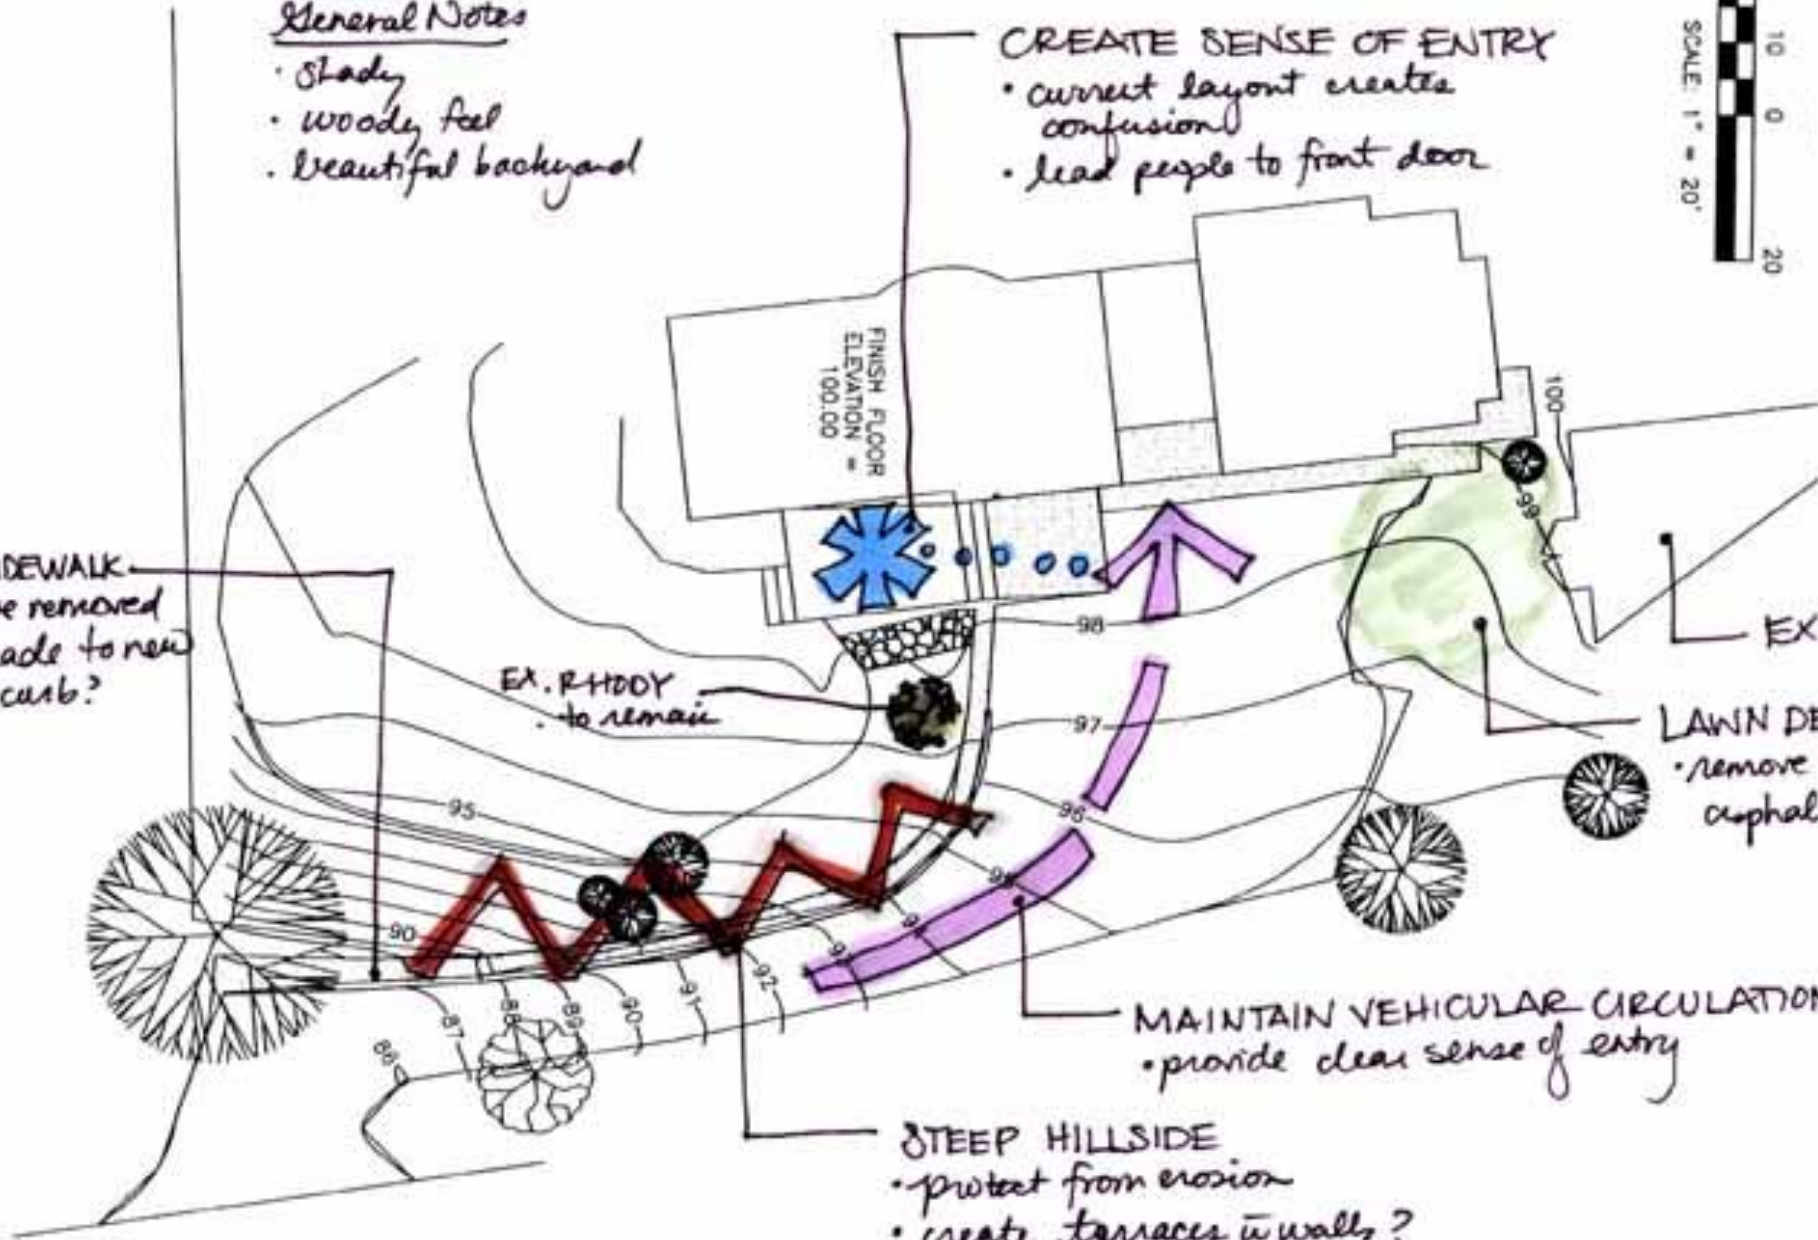 General Notes
· shady
· woody feel
· beautiful backyard
CREATE SENSE OF ENTRY
• current layout creates
confusion
• lead people to front door
SCALE: 1" = 20'
10
0
20
FINISH FLOOR
ELEVATION =
100.00
100
99
98
97
96
95
90
92
91
90
89
88
87
86
DEWALK
e removed
ade to new
curb?
EX. RHODY
· to remain
EX
LAWN DE
• remove
asphal
MAINTAIN VEHICULAR CIRCULATION
• provide clear sense of entry
STEEP HILLSIDE
• protect from erosion
• create terraces w walls?